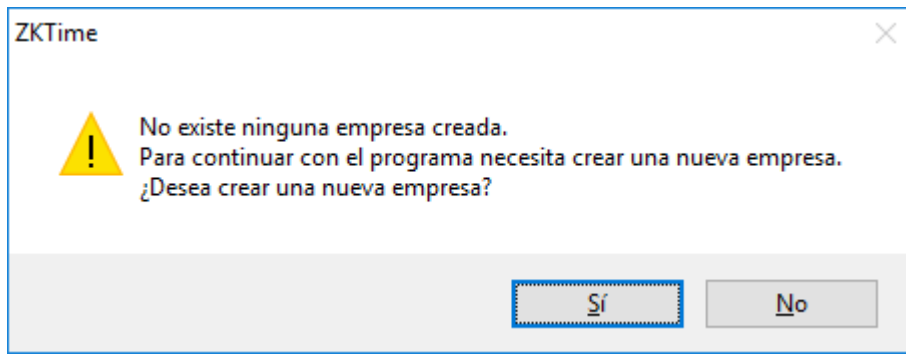 ZKTime
No existe ninguna empresa creada.
Para continuar con el programa necesita crear una nueva empresa.
¿Desea crear una nueva empresa?
Sí
No